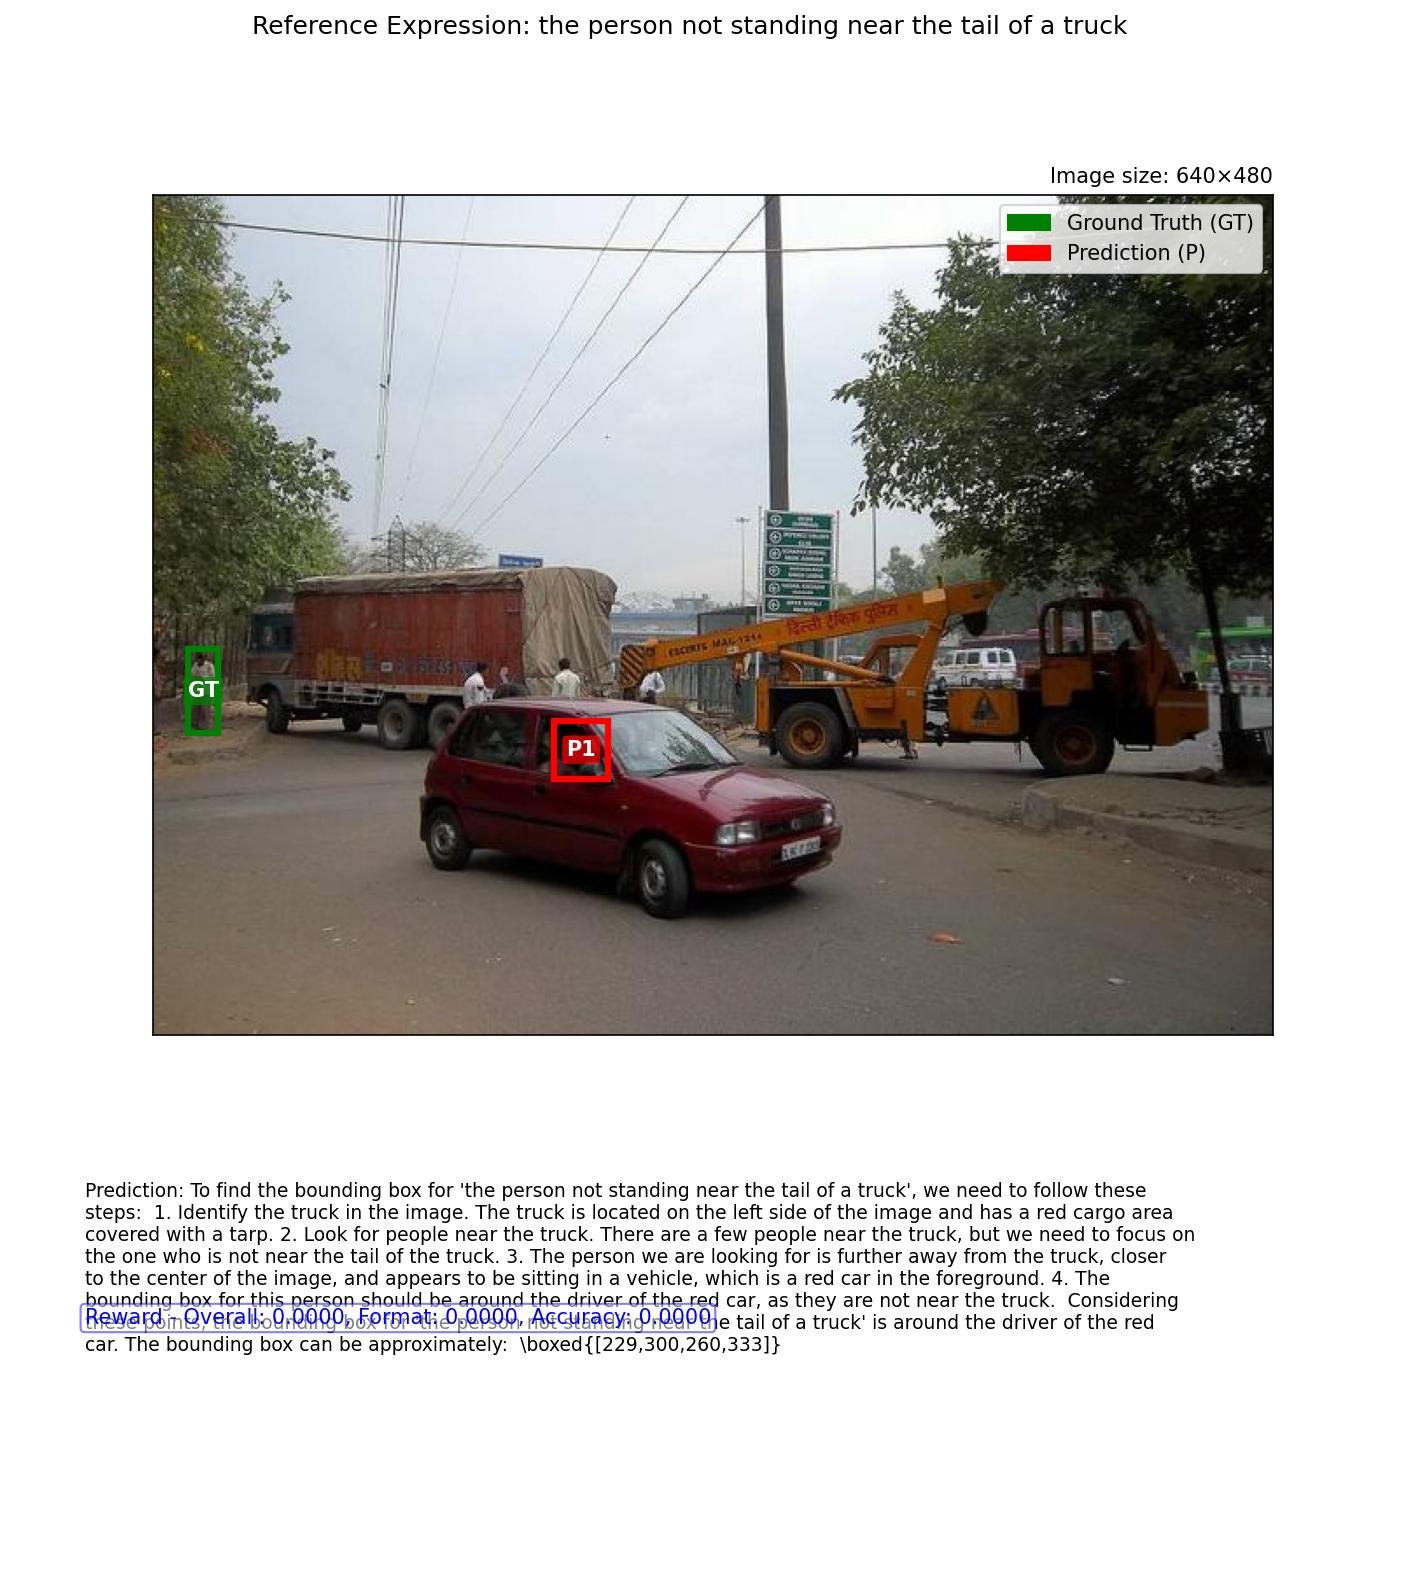 Reference Expression: the person not standing near the tail of a truck
Image size: 640×480
Ground Truth (GT)
Prediction (P)
ESCORTS MAC-1214 दिल्ली ट्रैफिक पुलिस
GT
P1
Prediction: To find the bounding box for 'the person not standing near the tail of a truck', we need to follow these
steps:  1. Identify the truck in the image. The truck is located on the left side of the image and has a red cargo area
covered with a tarp. 2. Look for people near the truck. There are a few people near the truck, but we need to focus on
the one who is not near the tail of the truck. 3. The person we are looking for is further away from the truck, closer
to the center of the image, and appears to be sitting in a vehicle, which is a red car in the foreground. 4. The
bounding box for this person should be around the driver of the red car, as they are not near the truck.  Considering
Reward - Overall: 0.0000, Format: 0.0000, Accuracy: 0.0000
these points, the bounding box for 'the person not standing near the tail of a truck' is around the driver of the red
car. The bounding box can be approximately:  \boxed{[229,300,260,333]}